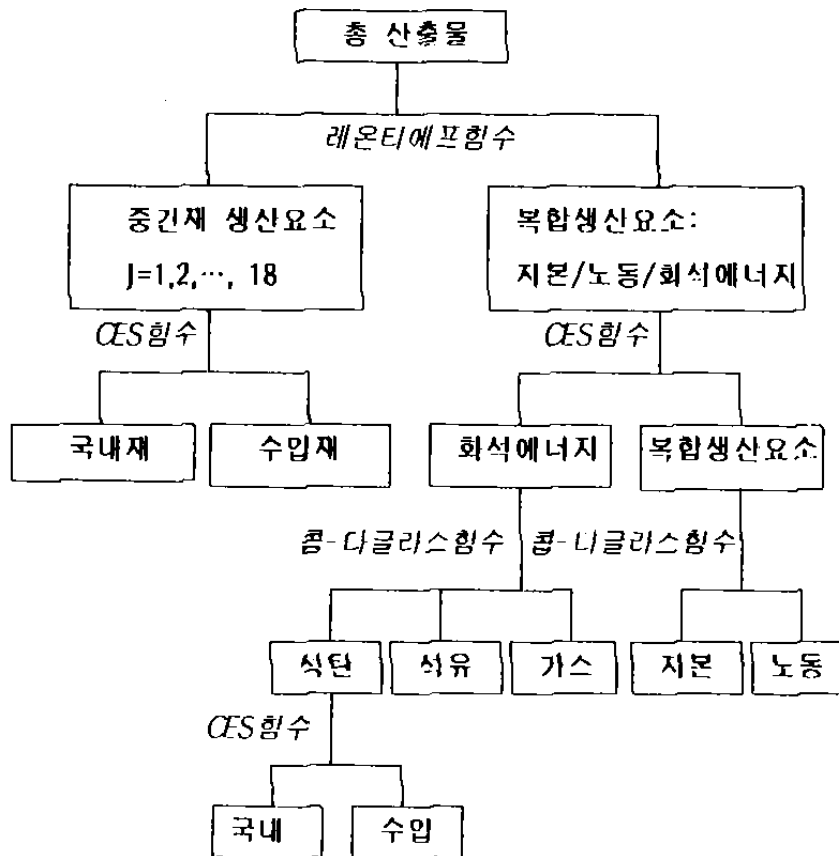 총 산출물
레온티에프함수
중간재 생산요소
J=1,2,…, 18
복합생산요소:
자본/노동/화석에너지
CES함수
CES함수
국내재
수입재
화석에너지
복합생산요소
콥-다글라스함수
콥-다글라스함수
석탄
석유
가스
자본
노동
CES함수
국내
수입